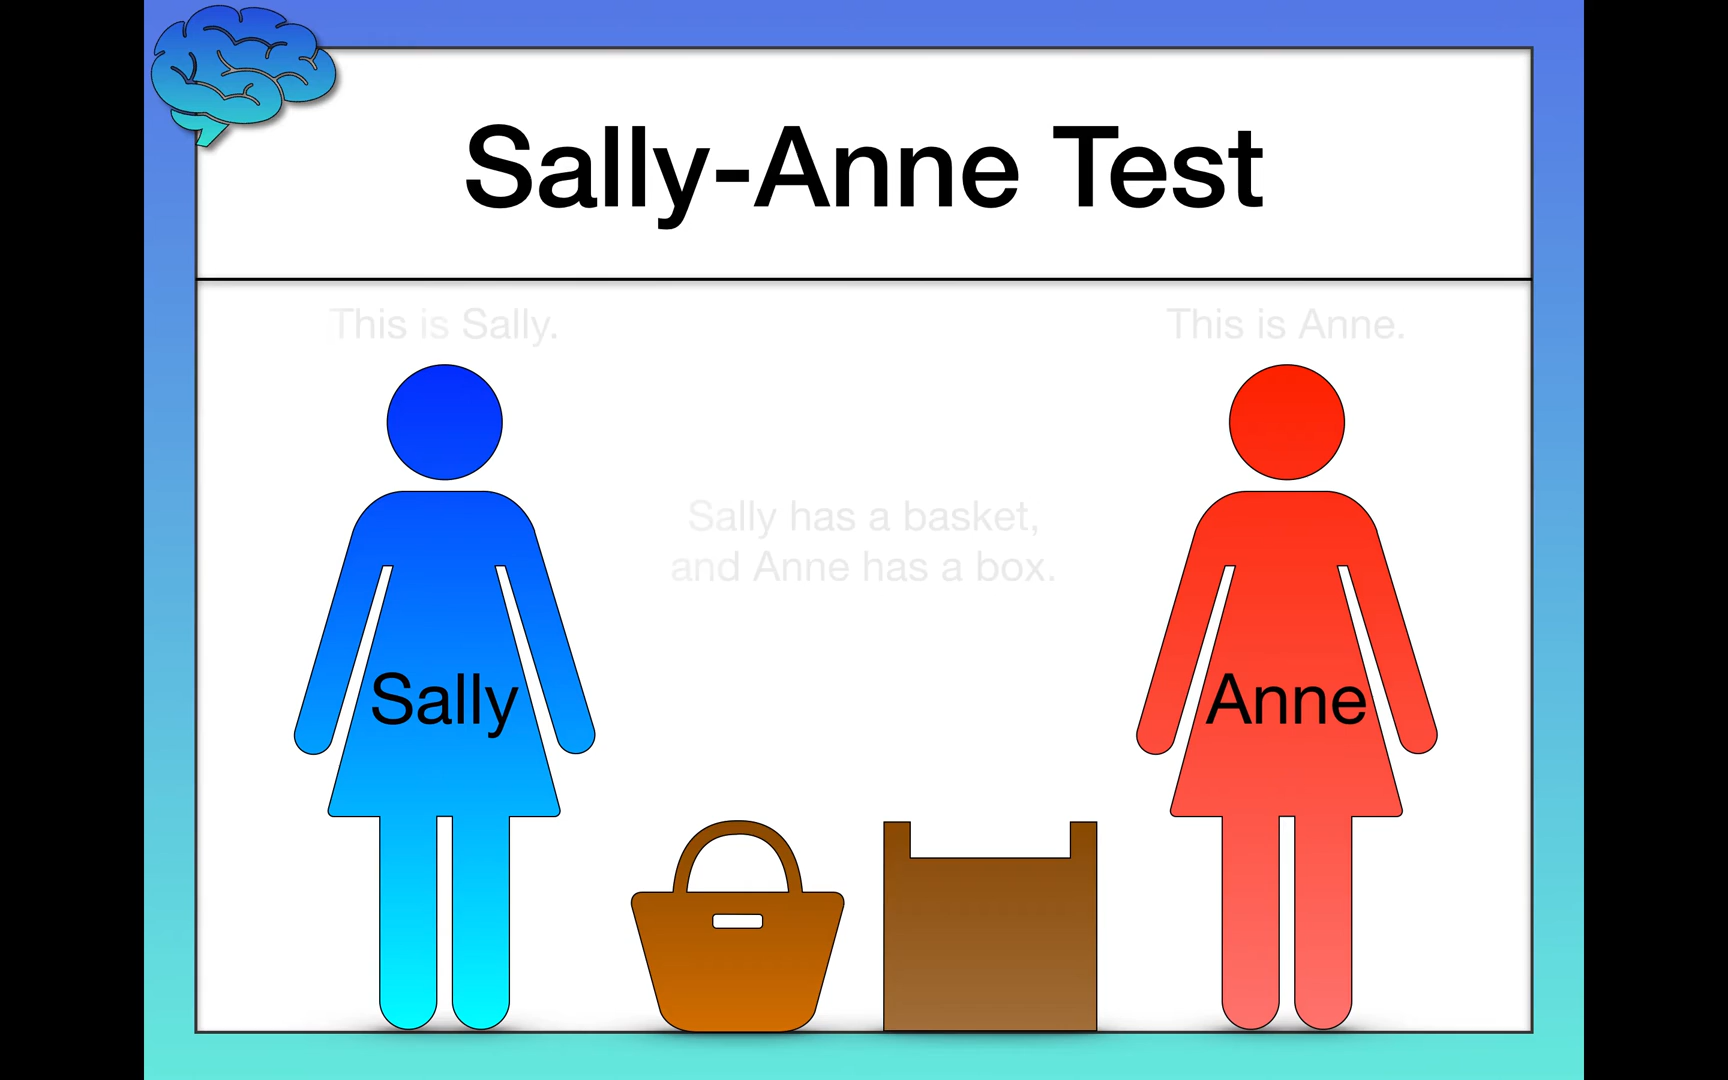 Sally-Anne Test
This is Sally.
This is Anne.
Sally has a basket,
and Anne has a box.
Sally
Anne